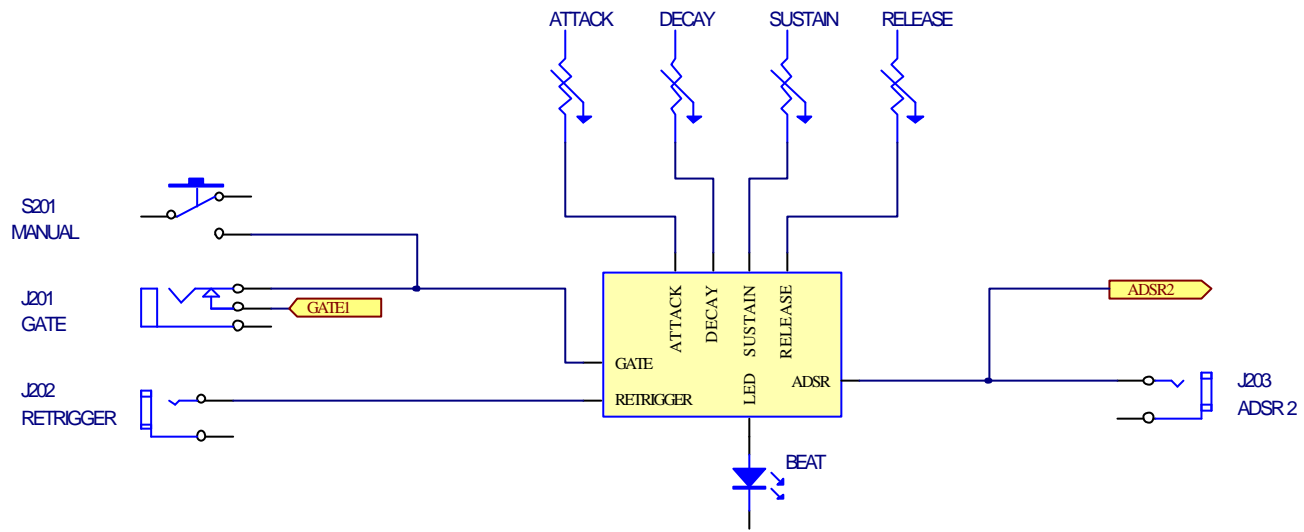 ATTACK
DECAY
SUSTAIN
RELEASE
S201
MANUAL
J201
GATE
GATE1
J202
RETRIGGER
ATTACK
DECAY
SUSTAIN
RELEASE
GATE
RETRIGGER
LED
ADSR
ADSR2
J203
ADSR 2
BEAT